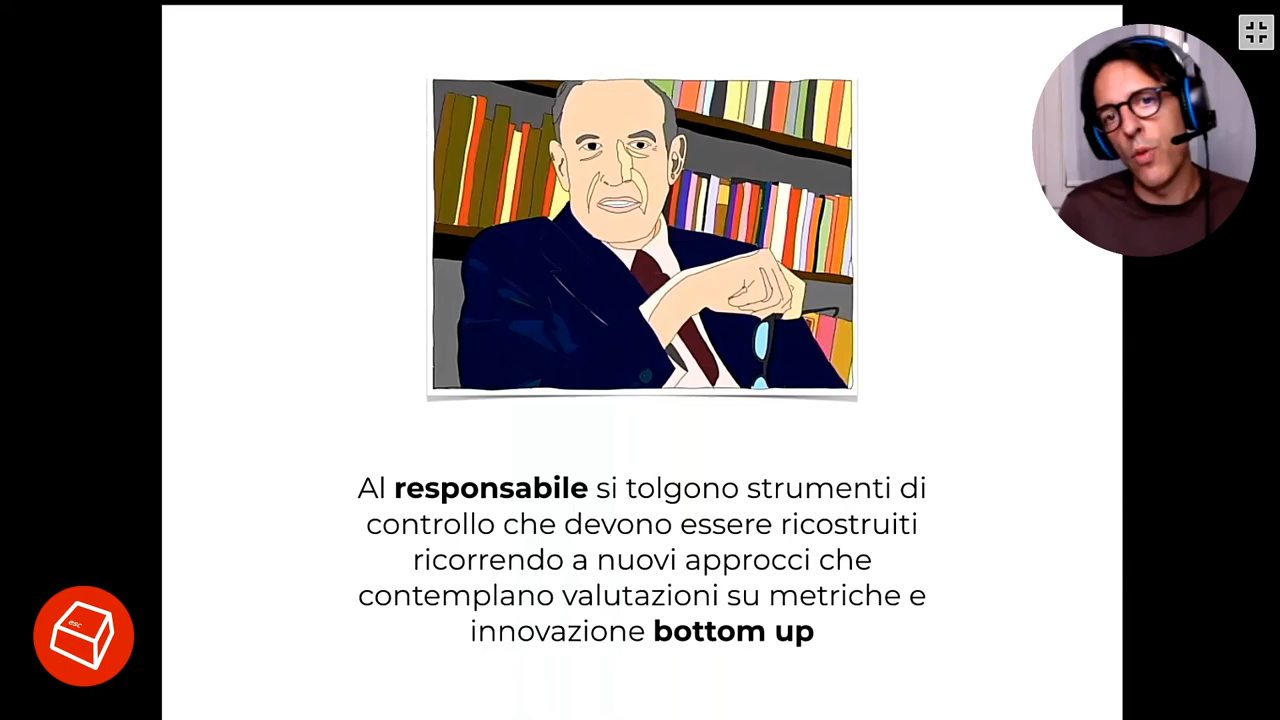 Al responsabile si tolgono strumenti di
controllo che devono essere ricostruiti
ricorrendo a nuovi approcci che
contemplano valutazioni su metriche e
innovazione bottom up
esc